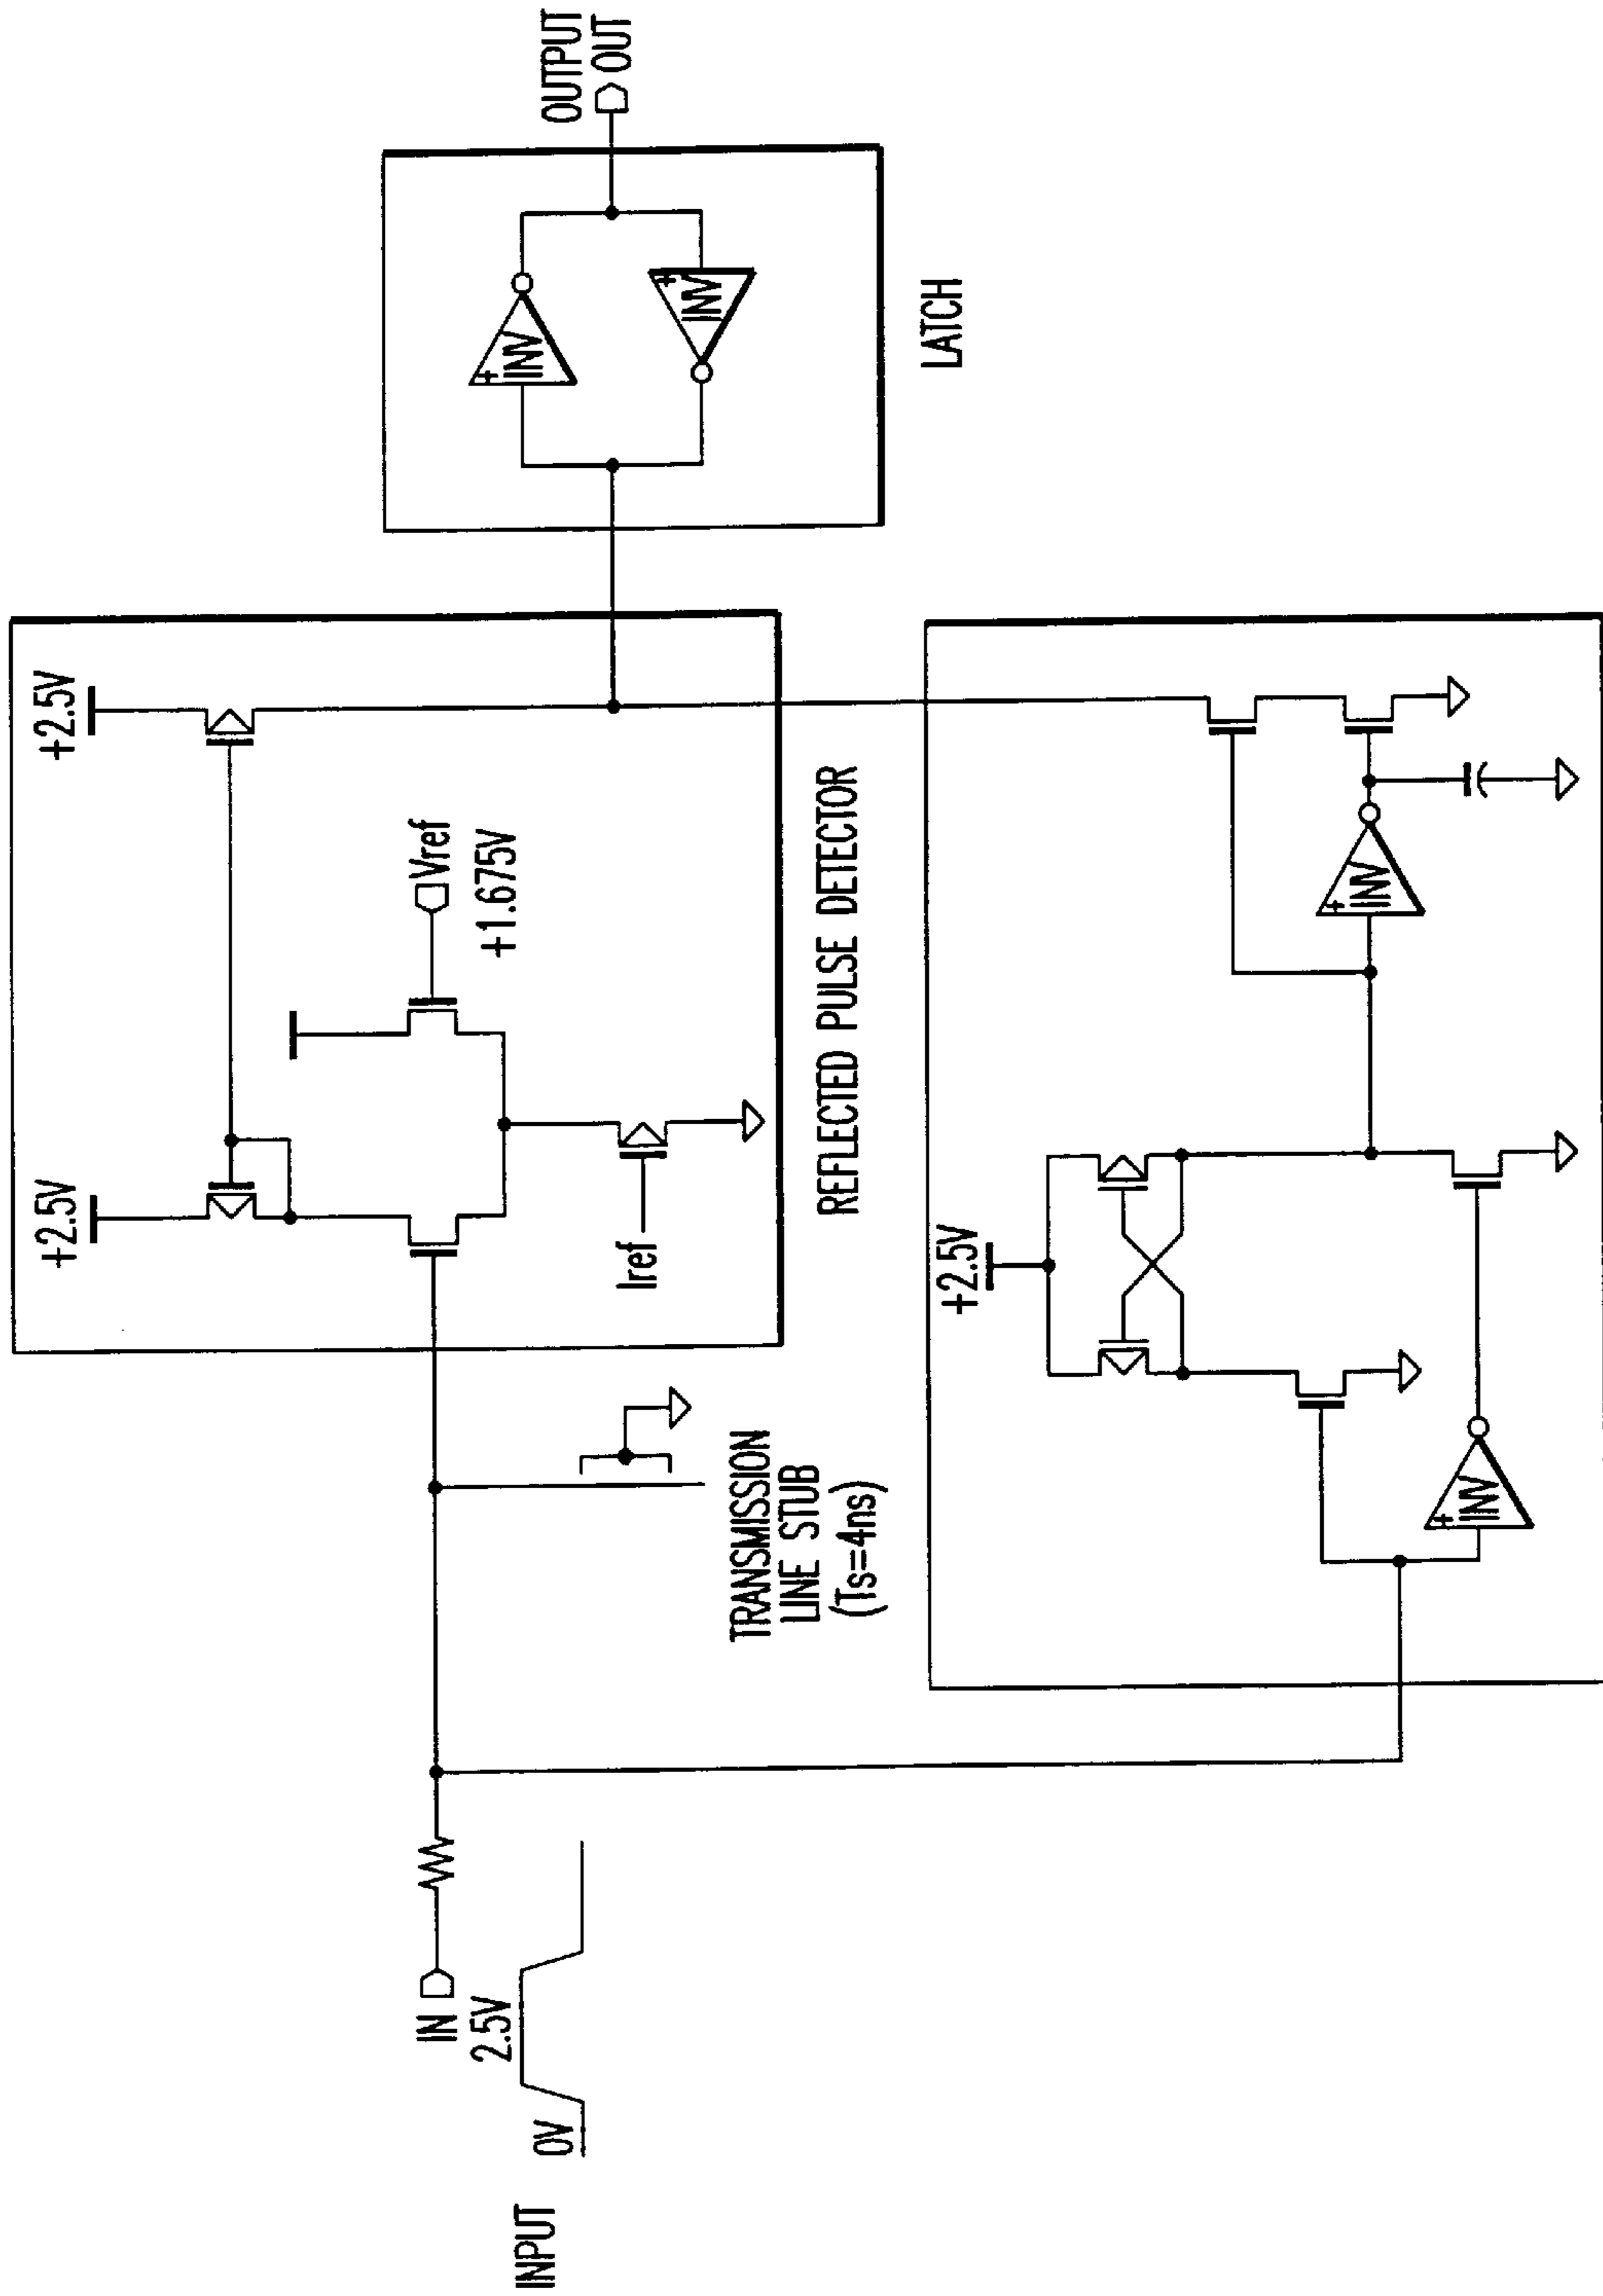 INPUT
0V
2.5V
IN
+2.5V
+2.5V
Vref
+1.675V
Iref
REFLECTED PULSE DETECTOR
TRANSMISSION
LINE STUB
(Ts=4ns)
+
INV
+
INV
LATCH
OUTPUT
OUT
+2.5V
+
INV
+
INV